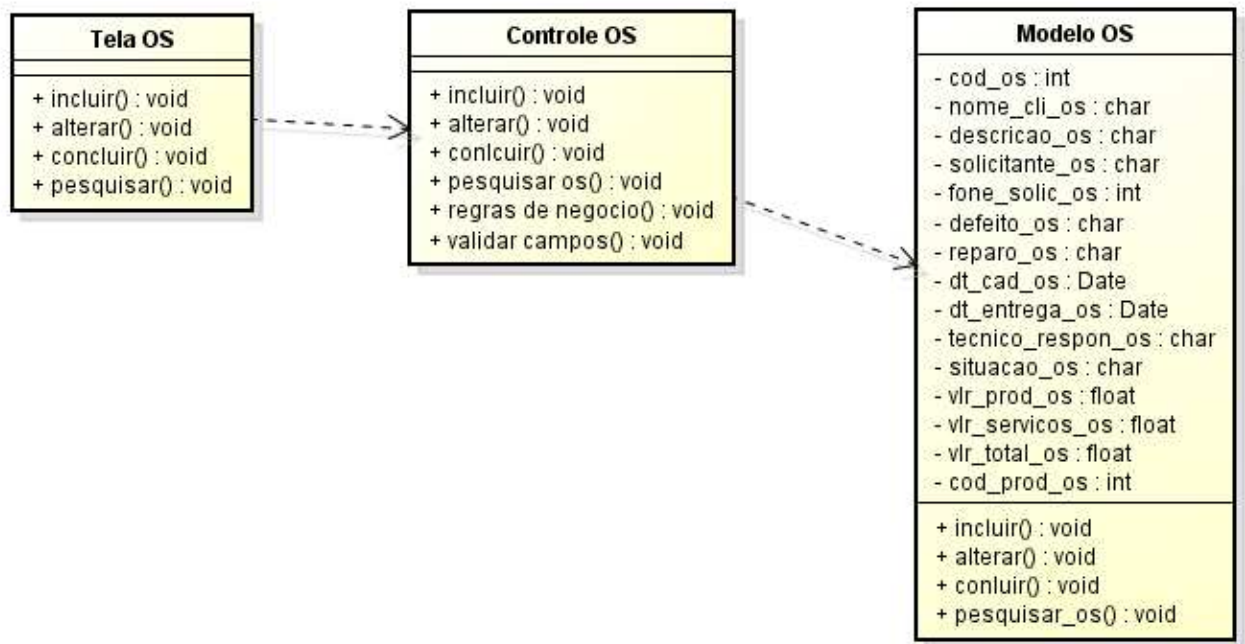 Tela OS
+ incluir() : void
+ alterar() : void
+ concluir() : void
+ pesquisar() : void
Controle OS
+ incluir() : void
+ alterar() : void
+ conlcuir() : void
+ pesquisar os() : void
+ regras de negocio() : void
+ validar campos() : void
Modelo OS
- cod_os : int
- nome_cli_os : char
- descricao_os : char
- solicitante_os : char
- fone_solic_os : int
- defeito_os : char
- reparo_os : char
- dt_cad_os : Date
- dt_entrega_os : Date
- tecnico_respon_os : char
- situacao_os : char
- vlr_prod_os : float
- vlr_servicos_os : float
- vlr_total_os : float
- cod_prod_os : int
+ incluir() : void
+ alterar() : void
+ conluir() : void
+ pesquisar_os() : void